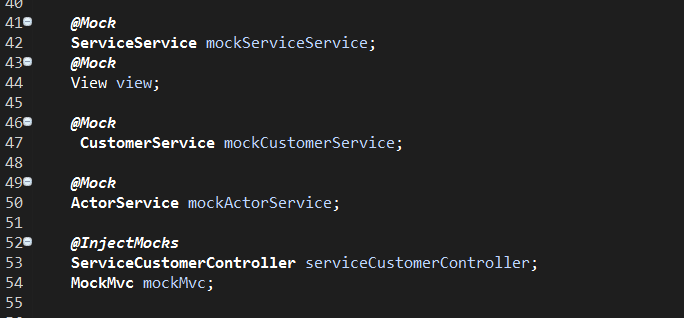 40
41 @Mock
42 ServiceService mockServiceService;
43 @Mock
44 View view;
45
46 @Mock
47 CustomerService mockCustomerService;
48
49 @Mock
50 ActorService mockActorService;
51
52 @InjectMocks
53 ServiceCustomerController serviceCustomerController;
54 MockMvc mockMvc;
55